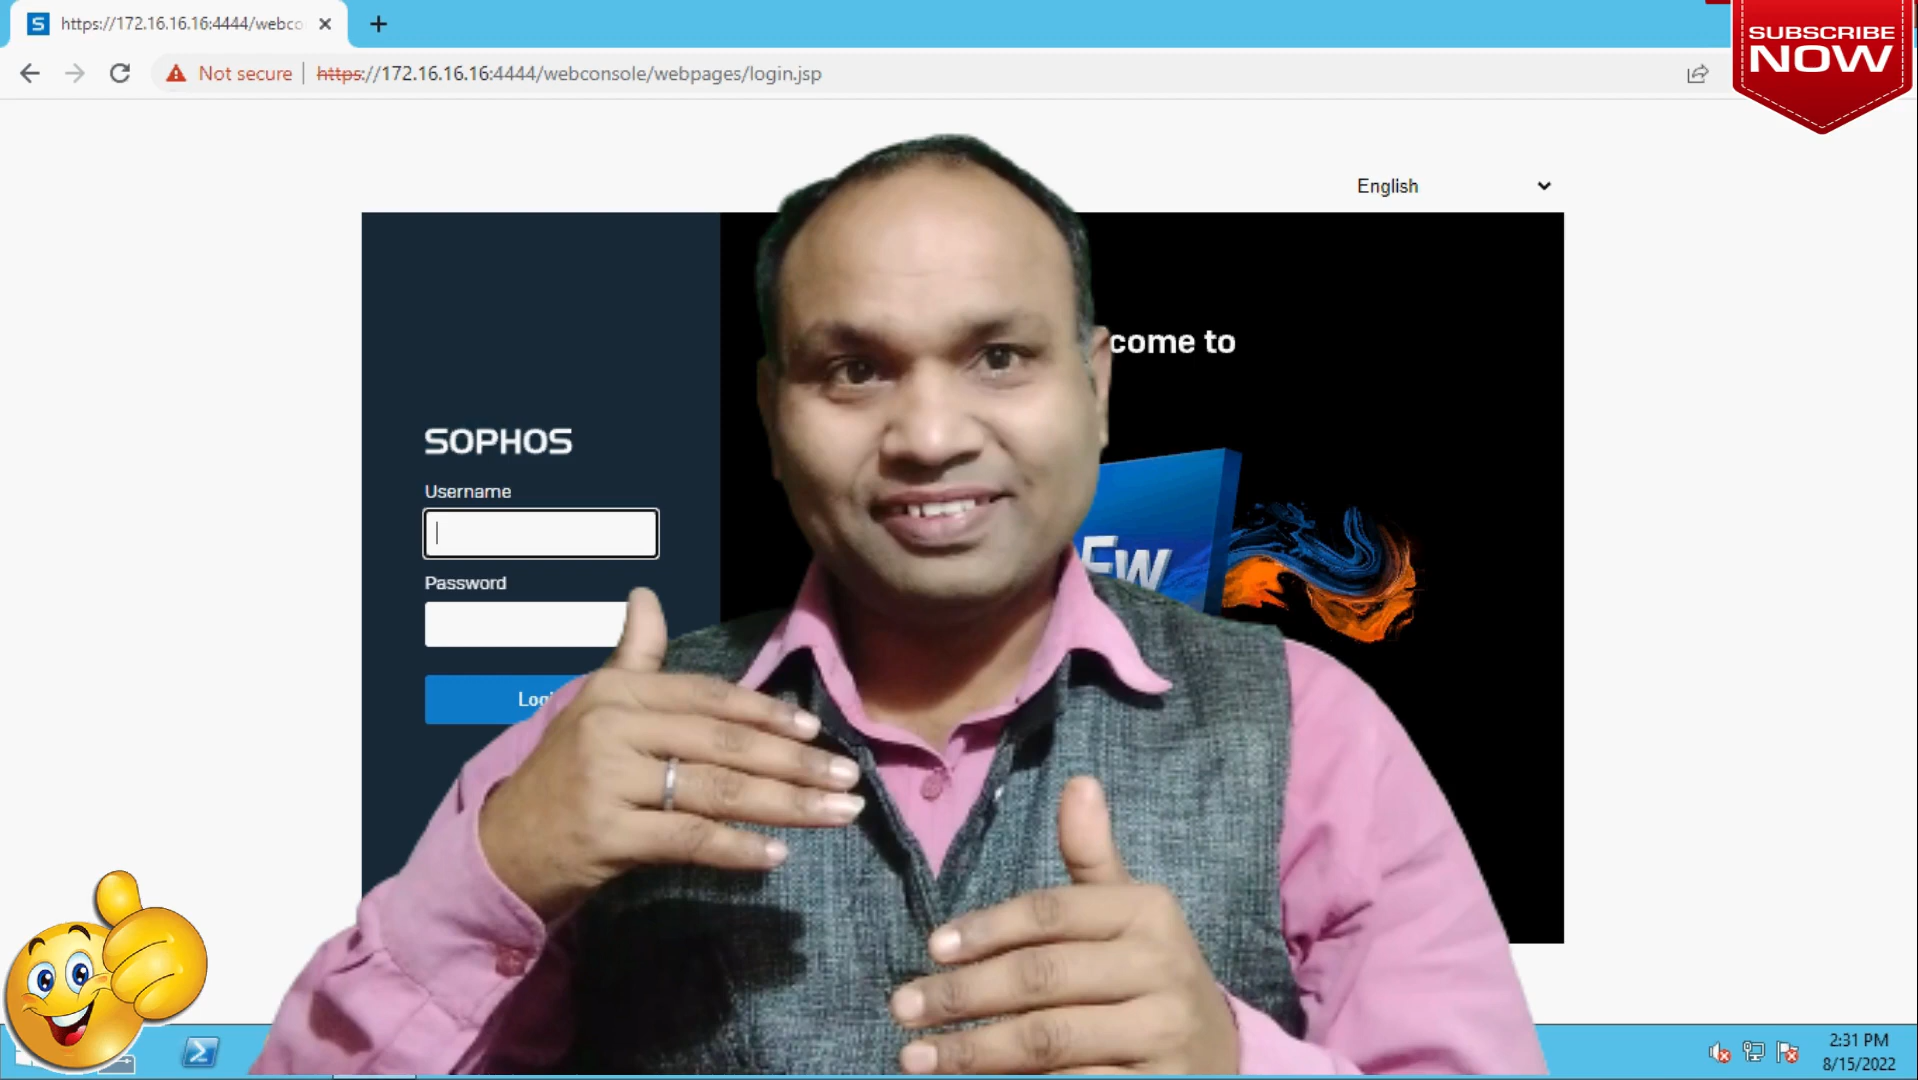 https://172.16.16.16:4444/webco
SUBSCRIBE
NOW
Not secure
https://172.16.16.16:4444/webconsole/webpages/login.jsp
English
come to
SOPHOS
Username
FW
Password
Logi
2:31 PM
8/15/2022